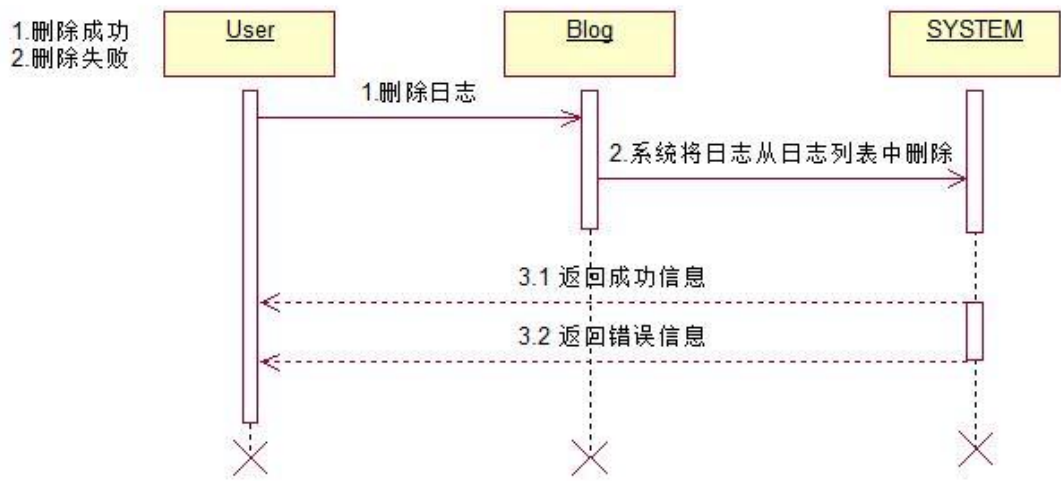 1.删除成功
2.删除失败
User
Blog
SYSTEM
1.删除日志
2.系统将日志从日志列表中删除
3.1 返回成功信息
3.2 返回错误信息